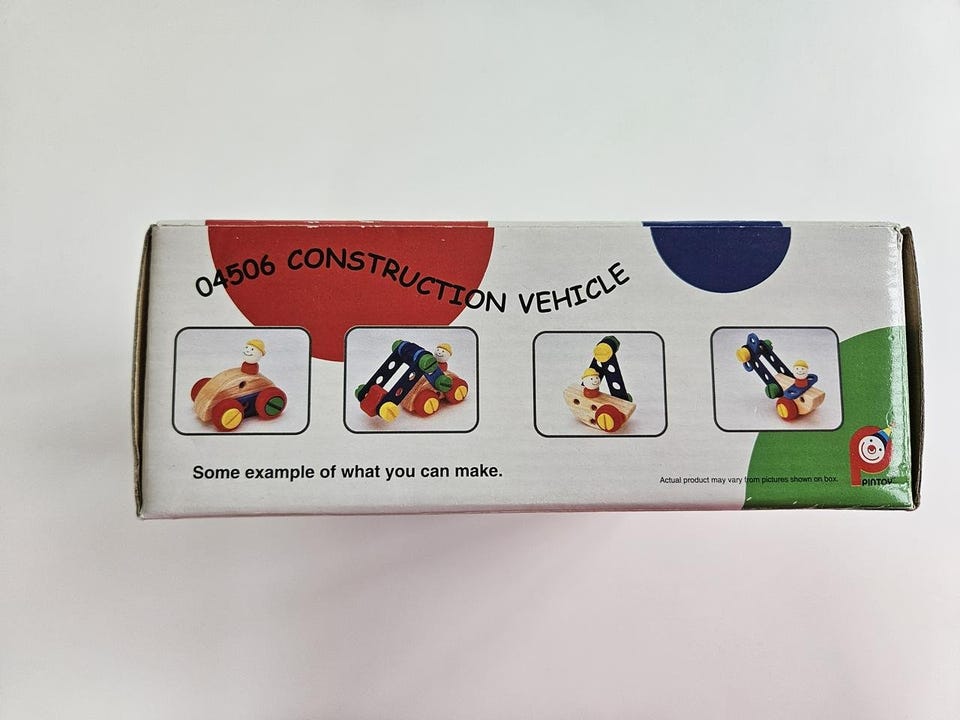 04506 CONSTRUCTION VEHICLE
Some example of what you can make.
Actual product may vary from pictures shown on box.
PINTOY